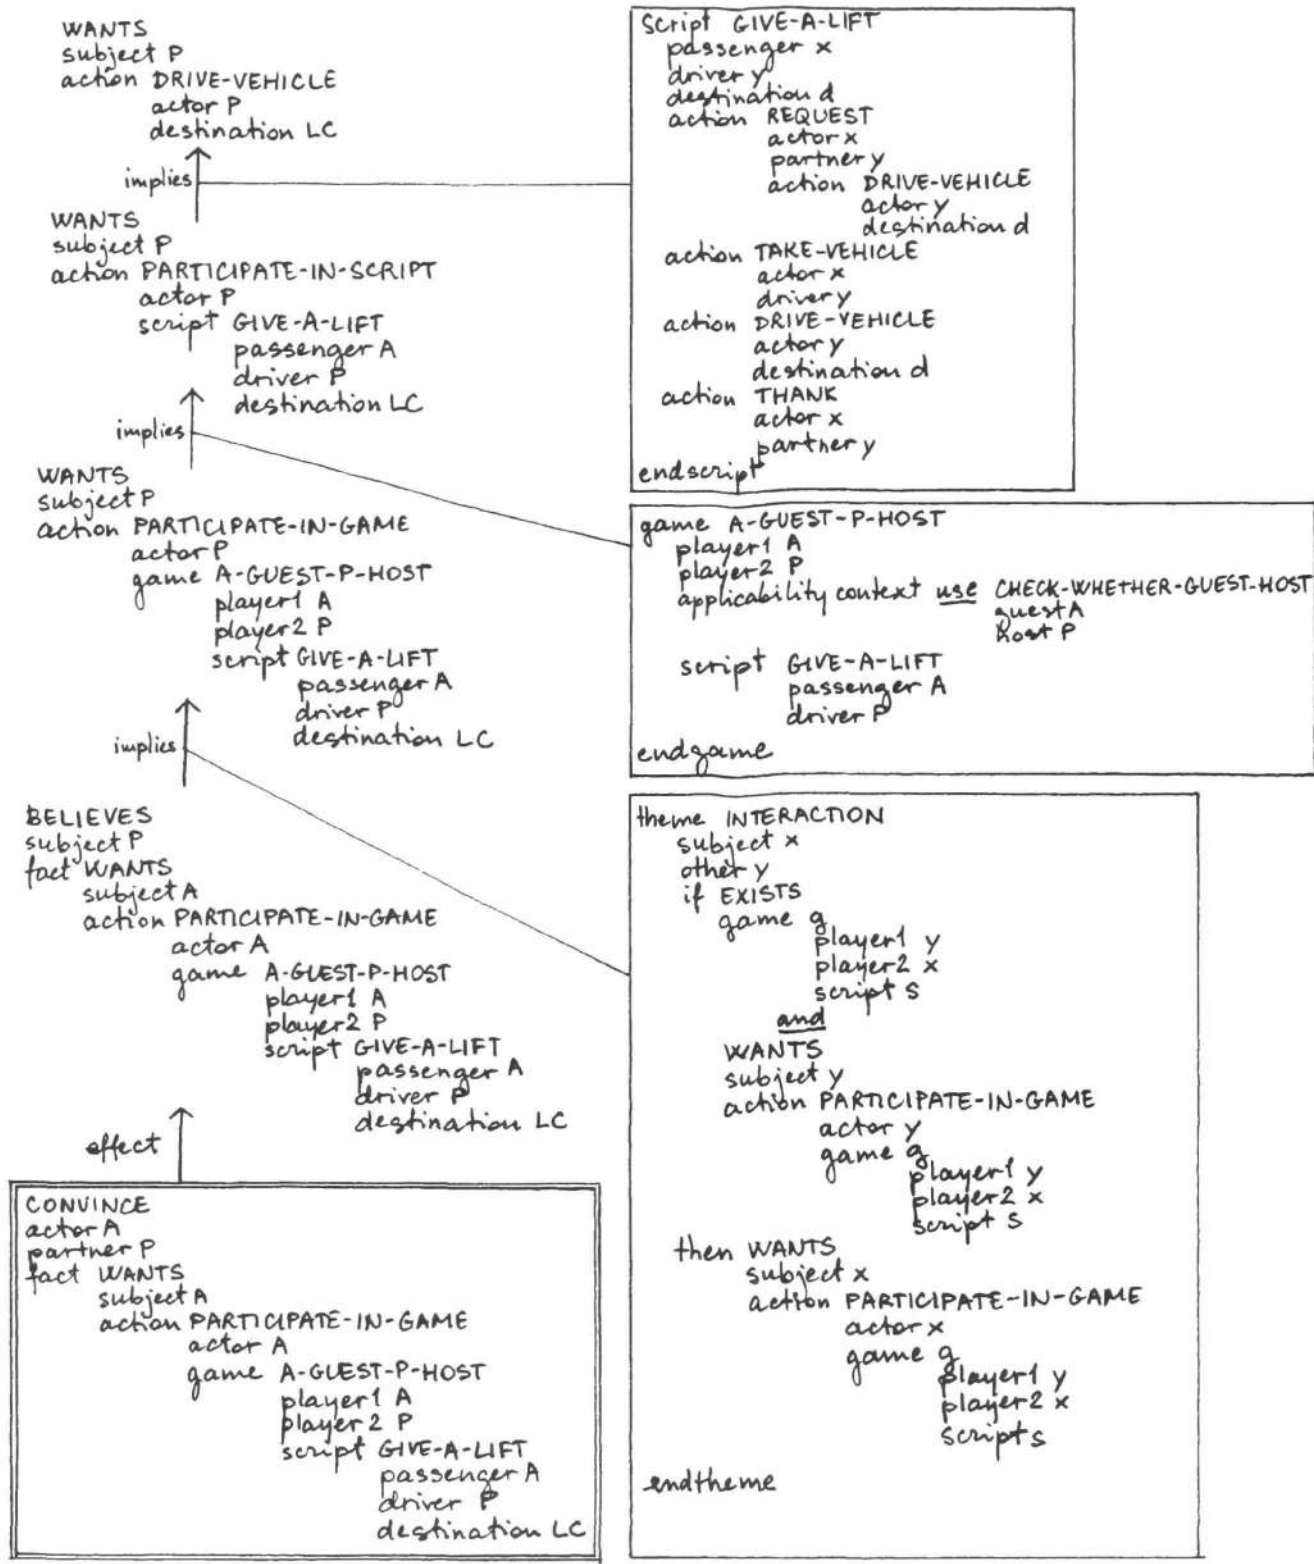 WANTS
subject P
action DRIVE-VEHICLE
actor P
destination LC
implies
WANTS
subject P
action PARTICIPATE-IN-SCRIPT
actor P
script GIVE-A-LIFT
passenger A
driver P
destination LC
implies
WANTS
subject P
action PARTICIPATE-IN-GAME
actor P
game A-GUEST-P-HOST
player1 A
player2 P
script GIVE-A-LIFT
passenger A
driver P
destination LC
implies
BELIEVES
subject P
fact WANTS
subject A
action PARTICIPATE-IN-GAME
actor A
game A-GUEST-P-HOST
player1 A
player2 P
script GIVE-A-LIFT
passenger A
driver P
destination LC
effect
CONVINCE
actor A
partner P
fact WANTS
subject A
action PARTICIPATE-IN-GAME
actor A
game A-GUEST-P-HOST
player1 A
player2 P
script GIVE-A-LIFT
passenger A
driver P
destination LC
script GIVE-A-LIFT
passenger x
driver y
destination d
action REQUEST
actor x
partner y
action DRIVE-VEHICLE
actor y
destination d
action TAKE-VEHICLE
actor x
driver y
action DRIVE-VEHICLE
actor y
destination d
action THANK
actor x
partner y
endscript
game A-GUEST-P-HOST
player1 A
player2 P
applicability context use CHECK-WHETHER-GUEST-HOST
guest A
host P
script GIVE-A-LIFT
passenger A
driver P
endgame
theme INTERACTION
subject x
other y
if EXISTS
game g
player1 y
player2 x
script s
and
WANTS
subject y
action PARTICIPATE-IN-GAME
actor y
game g
player1 y
player2 x
script s
then WANTS
subject x
action PARTICIPATE-IN-GAME
actor x
game g
player1 y
player2 x
script s
endtheme